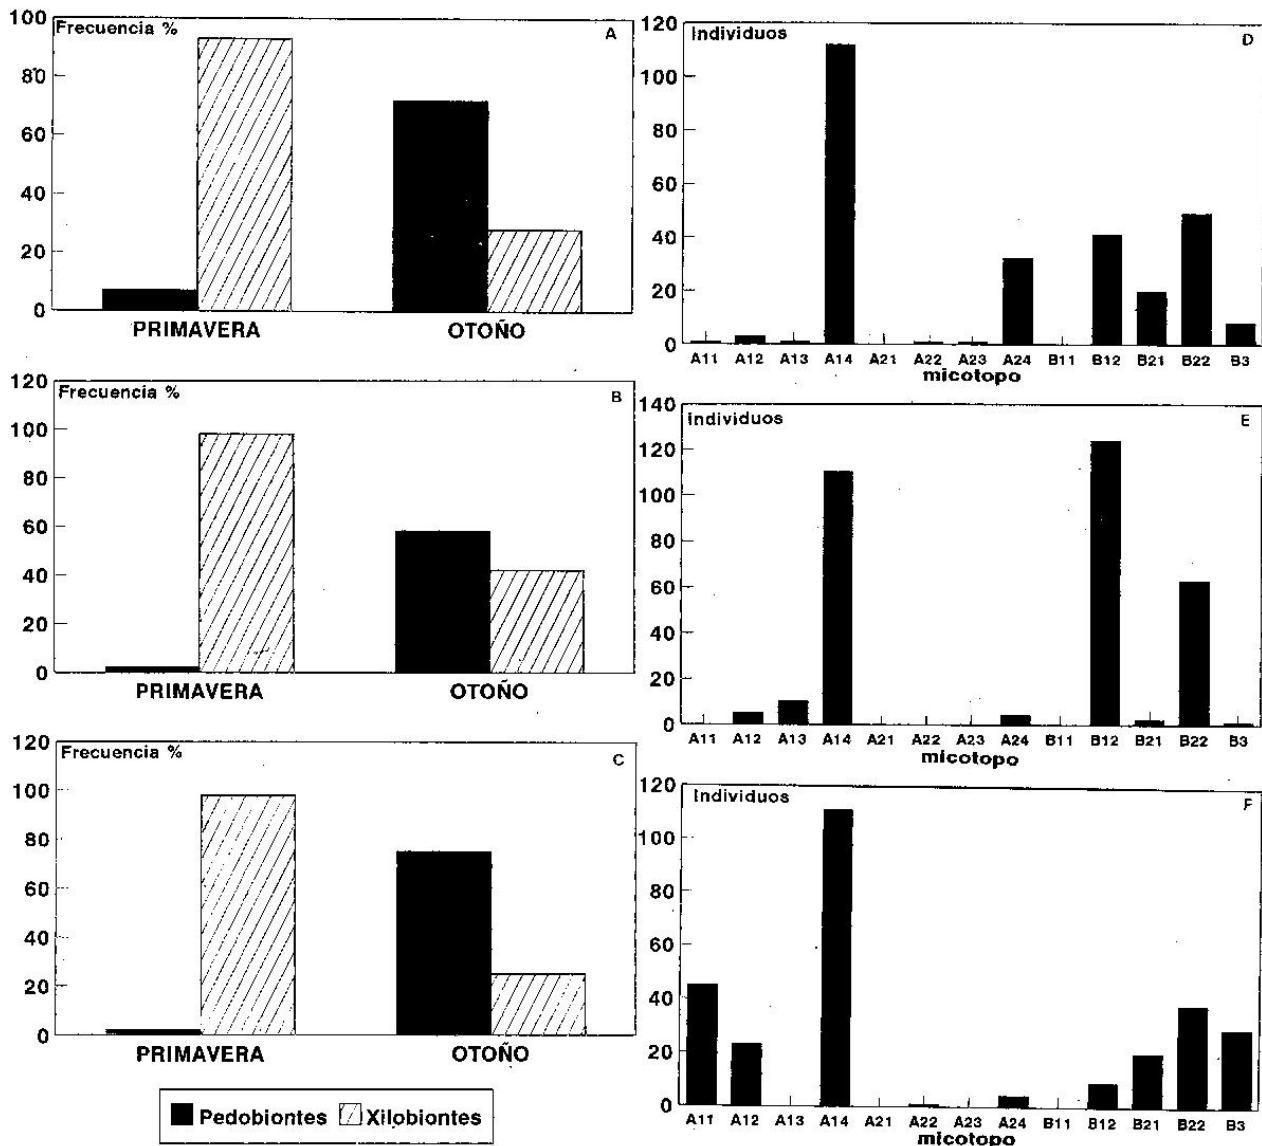 Frecuencia %
A
100
80
60
40
20
0
PRIMAVERA OTOÑO
Frecuencia %
B
120
100
80
60
40
20
0
PRIMAVERA OTOÑO
Frecuencia %
C
120
100
80
60
40
20
0
PRIMAVERA OTOÑO
Pedobiontes Xilobiontes
Individuos
D
120
100
80
60
40
20
0
A11 A12 A13 A14 A21 A22 A23 A24 B11 B12 B21 B22 B3
micotopo
Individuos
E
140
120
100
80
60
40
20
0
A11 A12 A13 A14 A21 A22 A23 A24 B11 B12 B21 B22 B3
micotopo
Individuos
F
120
100
80
60
40
20
0
A11 A12 A13 A14 A21 A22 A23 A24 B11 B12 B21 B22 B3
micotopo